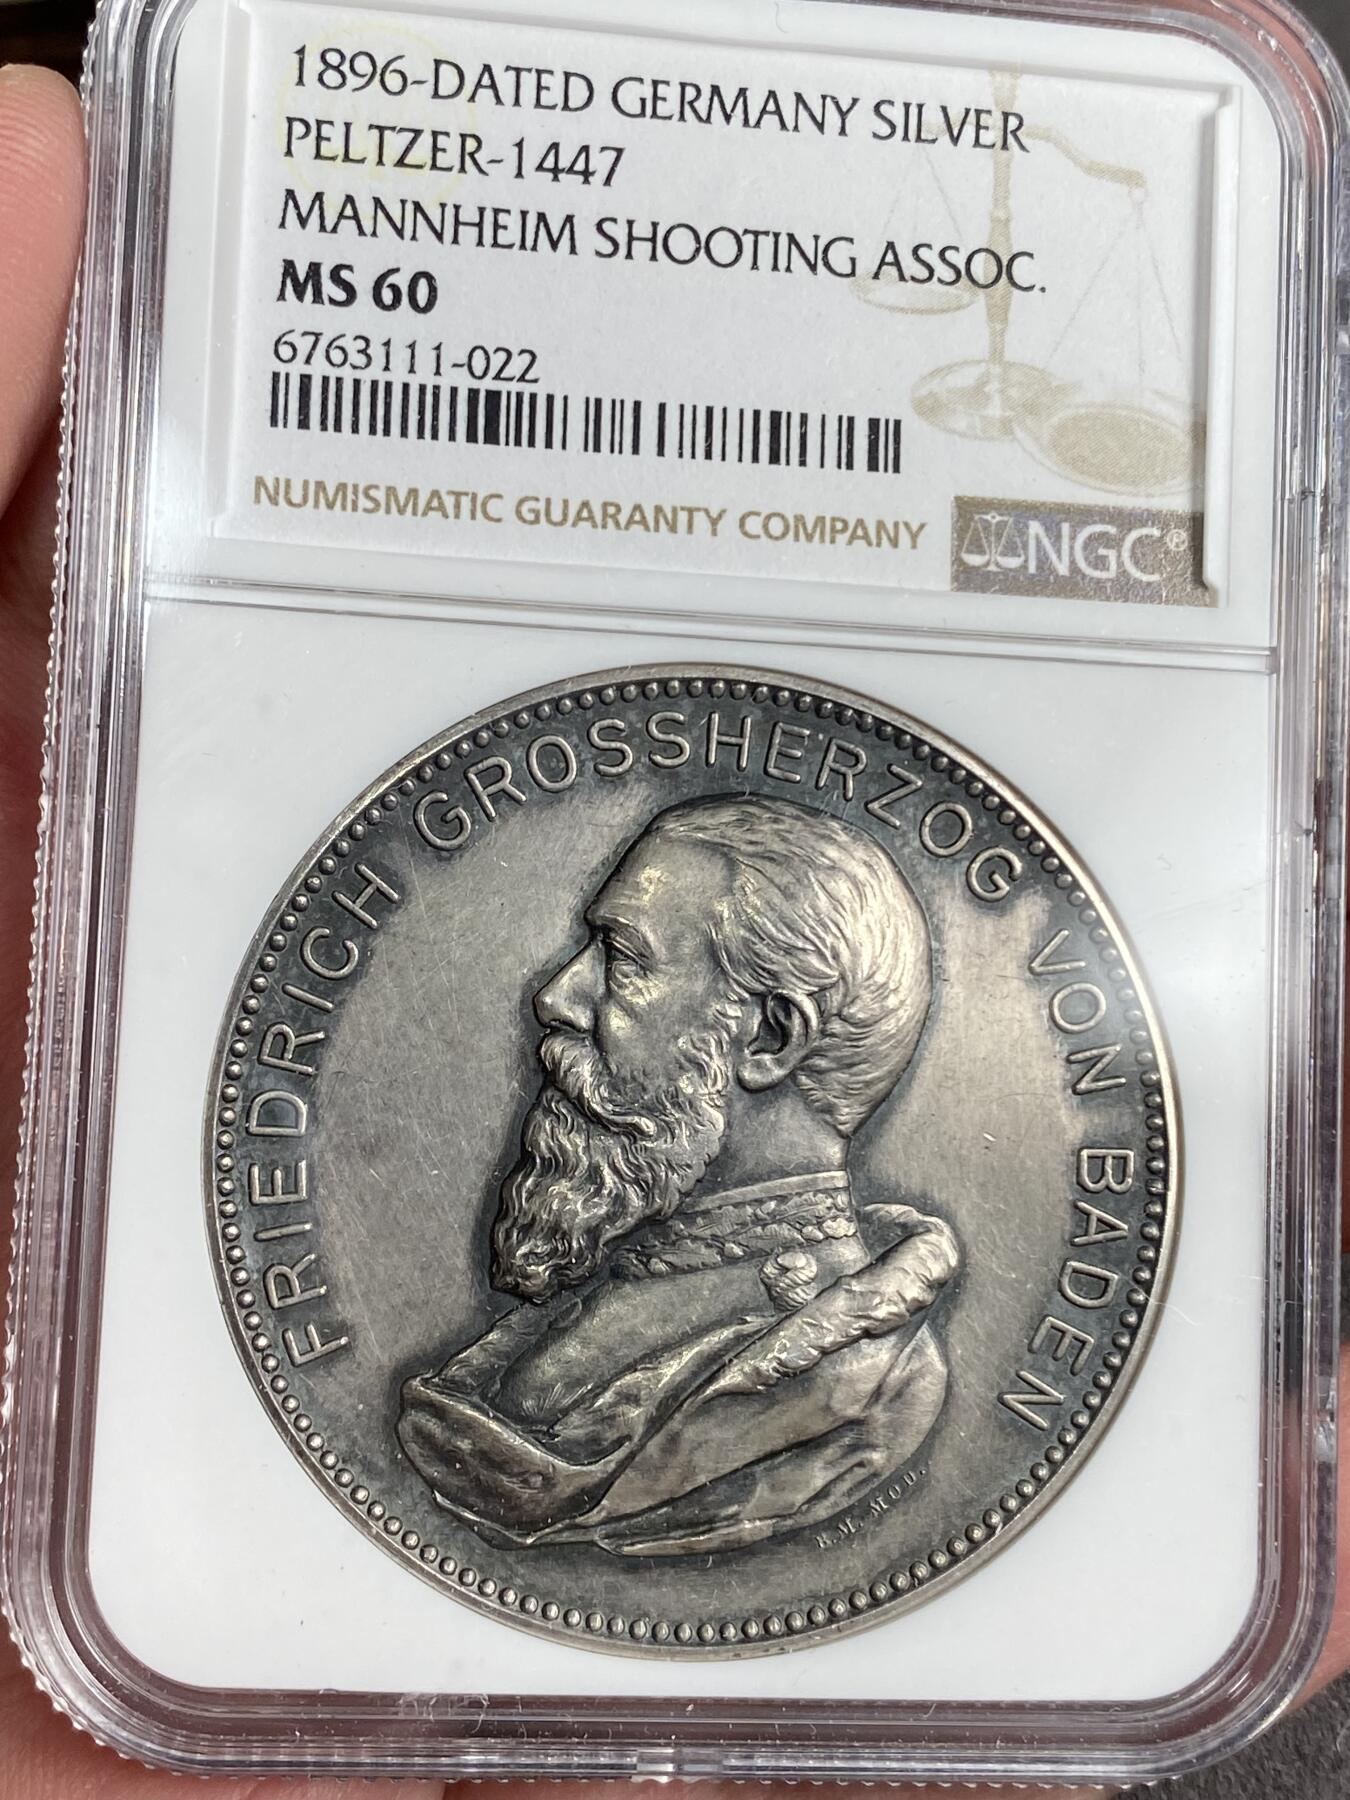 1896-DATED GERMANY SILVER
PELTZER-1447
MANNHEIM SHOOTING ASSOC.
MS 60
6763111-022
NUMISMATIC GUARANTY COMPANY
NGC®
FRIEDRICH GROSSHERZOG VON BADEN
B.M. MOD.